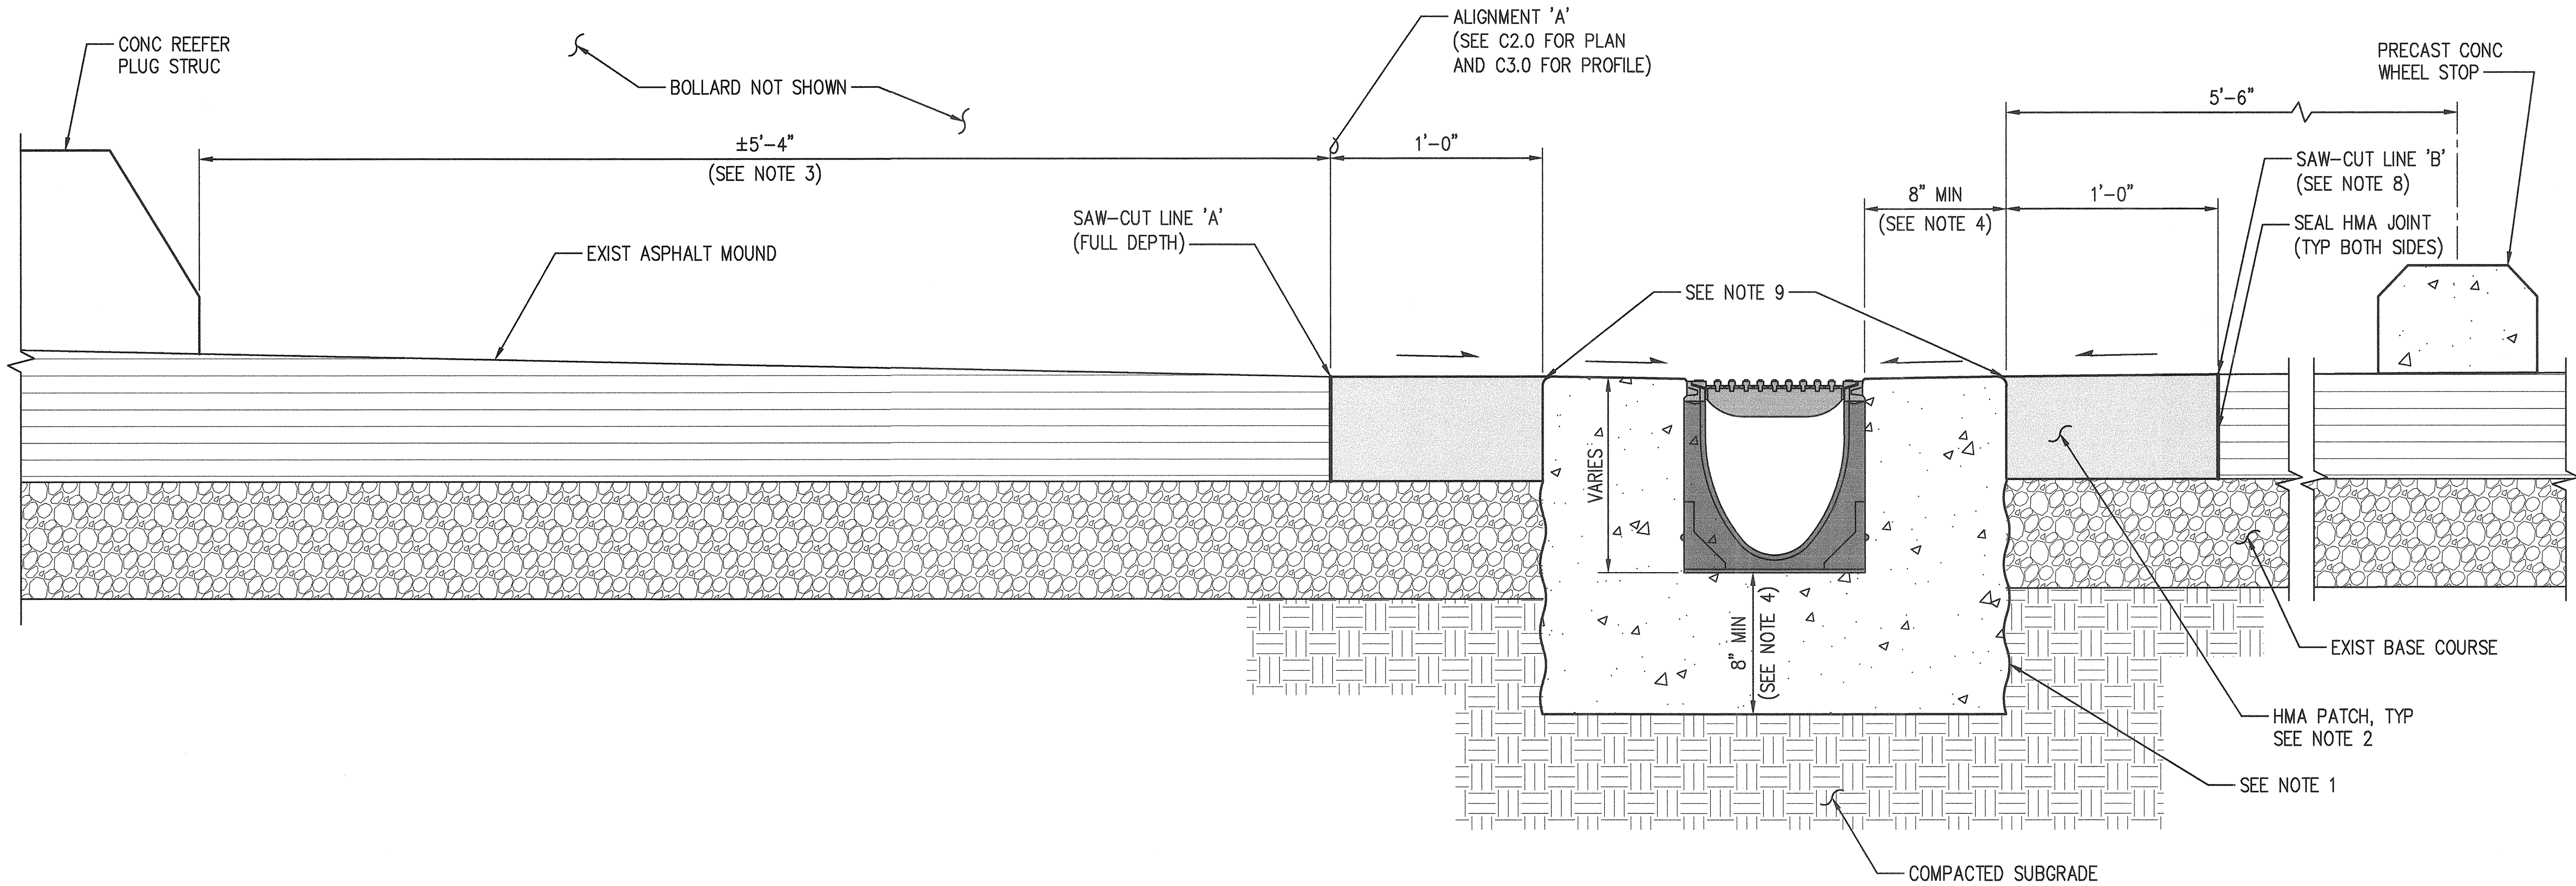 CONC REEFER
PLUG STRUC
BOLLARD NOT SHOWN
ALIGNMENT 'A'
(SEE C2.0 FOR PLAN
AND C3.0 FOR PROFILE)
PRECAST CONC
WHEEL STOP
5'-6"
±5'-4"
(SEE NOTE 3)
1'-0"
SAW-CUT LINE 'B'
(SEE NOTE 8)
8" MIN
(SEE NOTE 4)
1'-0"
SAW-CUT LINE 'A'
(FULL DEPTH)
SEAL HMA JOINT
(TYP BOTH SIDES)
EXIST ASPHALT MOUND
SEE NOTE 9
VARIES
8" MIN
(SEE NOTE 4)
EXIST BASE COURSE
HMA PATCH, TYP
SEE NOTE 2
SEE NOTE 1
COMPACTED SUBGRADE